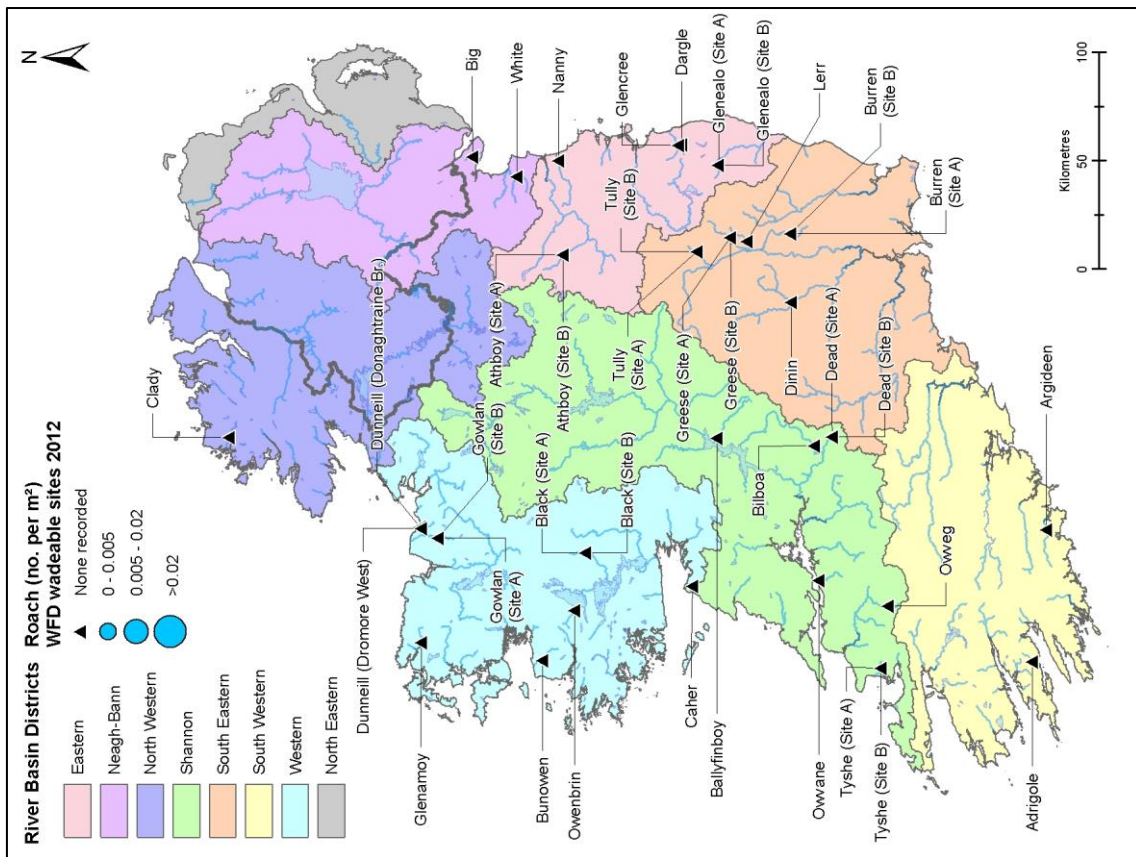 River Basin Districts
Eastern
Neagh-Bann
North Western
Shannon
South Eastern
South Western
Western
North Eastern
Roach (no. per m²)
WFD wadeable sites 2012
None recorded
0 - 0.005
0.005 - 0.02
>0.02
N
Clady
Dunneill (Donaghtraine Br.)
Dunneill (Dromore West)
Gowlan
(Site B)
Gowlan
(Site A)
Glenamoy
Bunowen
Owenbrin
Black (Site A)
Black (Site B)
Caher
Ballyfinboy
Bilboa
Owvane
Tyshe (Site A)
Tyshe (Site B)
Owveg
Adrigole
Argideen
Big
White
Nanny
Athboy (Site A)
Athboy (Site B)
Glencree
Dargle
Glenealo (Site A)
Glenealo (Site B)
Tully
(Site B)
Tully
(Site A)
Greese (Site A)
Greese (Site B)
Lerr
Burren
(Site B)
Burren
(Site A)
Dinin
Dead (Site A)
Dead (Site B)
0
50
100
Kilometres